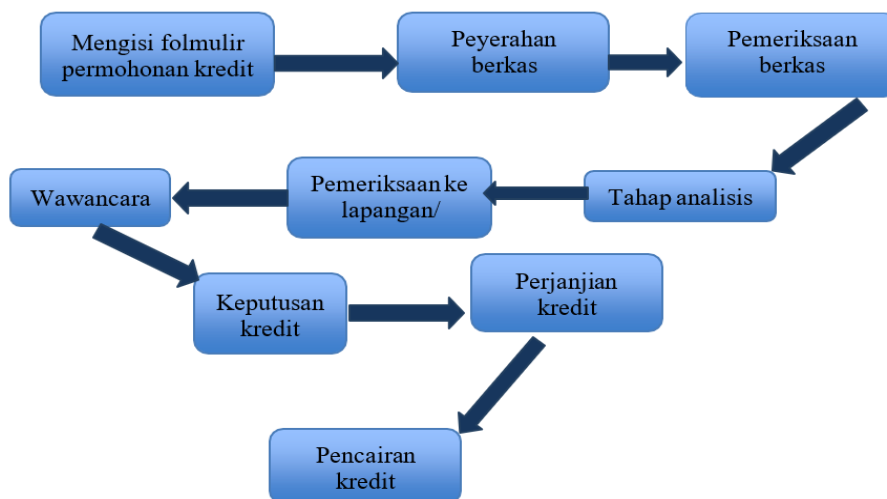 Mengisi folmulir
permohonan kredit
Peyerahan
berkas
Pemeriksaan
berkas
Tahap analisis
Pemeriksaan ke
lapangan/
Wawancara
Keputusan
kredit
Perjanjian
kredit
Pencairan
kredit